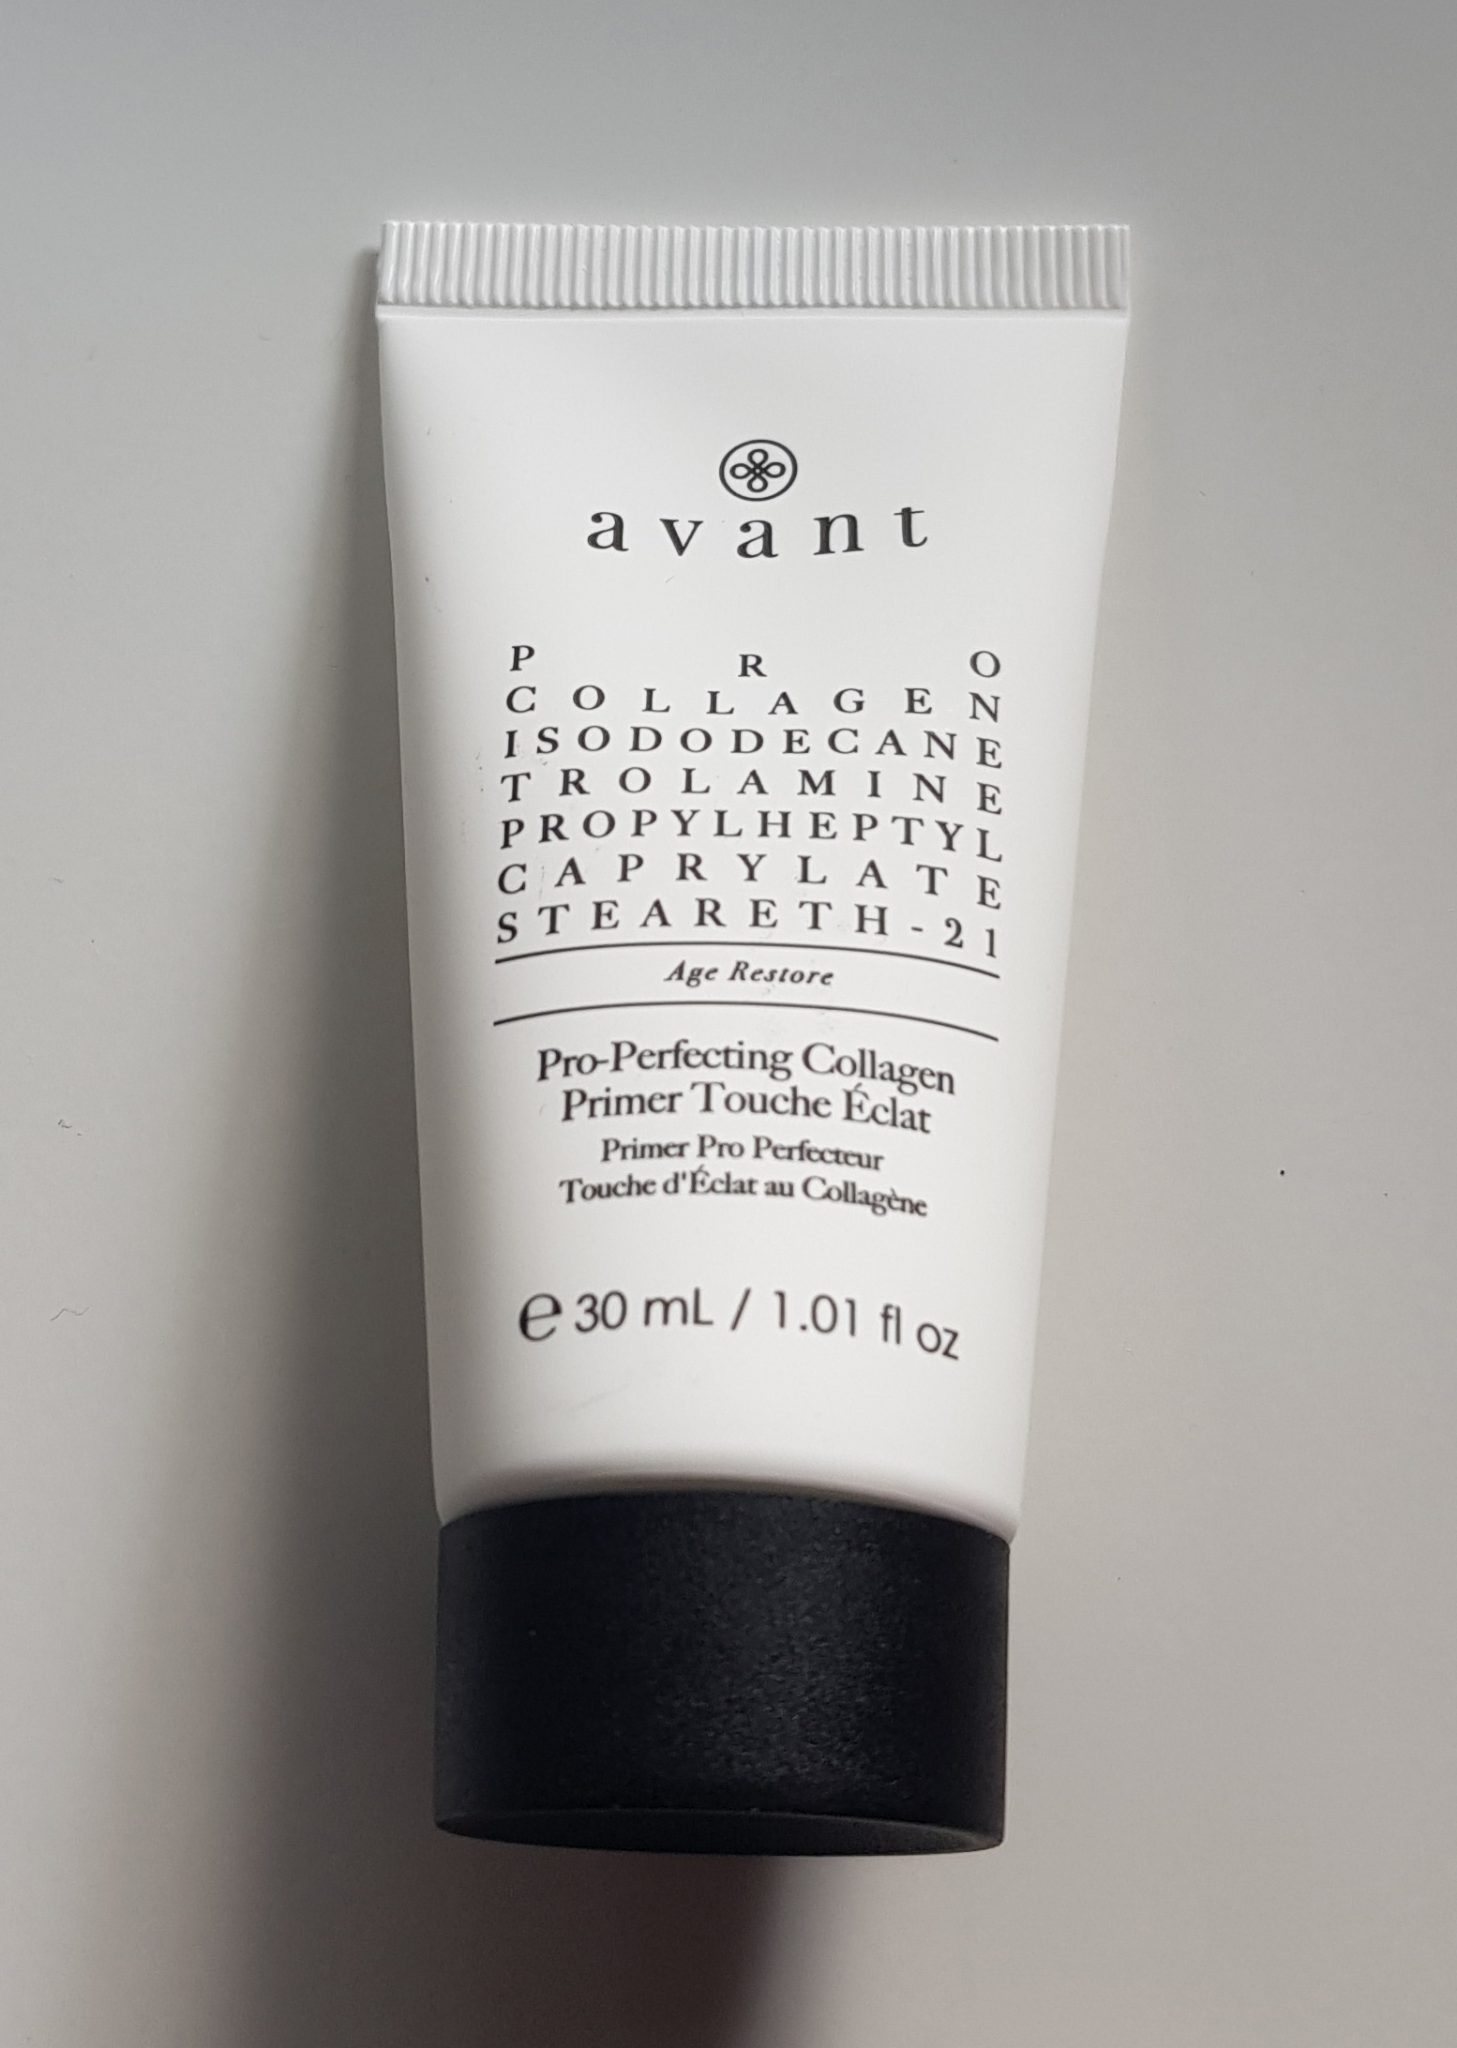 avant
PRO
COLLAGEN
ISODODECANE
TROLAMINE
PROPYLHEPTYL
CAPRYLATE
STEARETH-21
Age Restore
Pro-Perfecting Collagen
Primer Touche Éclat
Primer Pro Perfecteur
Touche d'Éclat au Collagène
e 30 mL / 1.01 fl oz